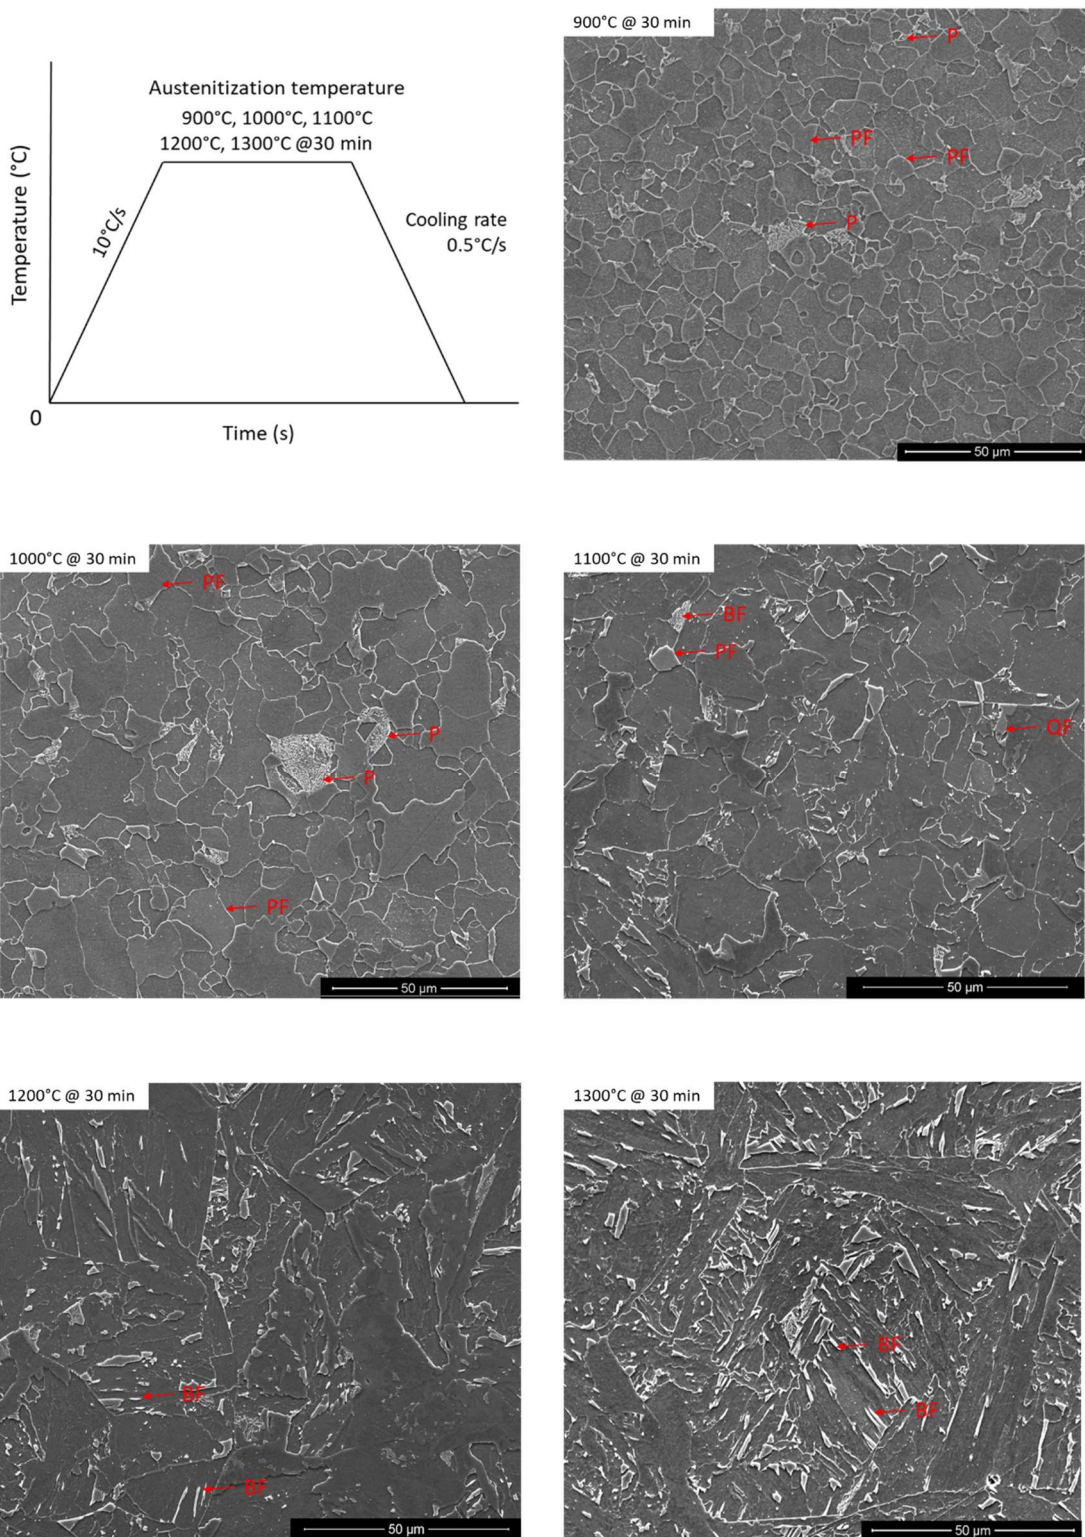 Temperature (°C)
Austenitization temperature
900°C, 1000°C, 1100°C
1200°C, 1300°C @30 min
10°C/s
Cooling rate
0.5°C/s
0
Time (s)
900°C @ 30 min
P
PF
PF
P
50 µm
1000°C @ 30 min
PF
P
P
PF
50 µm
1100°C @ 30 min
BF
PF
QF
50 µm
1200°C @ 30 min
BF
BF
50 µm
1300°C @ 30 min
BF
BF
50 µm